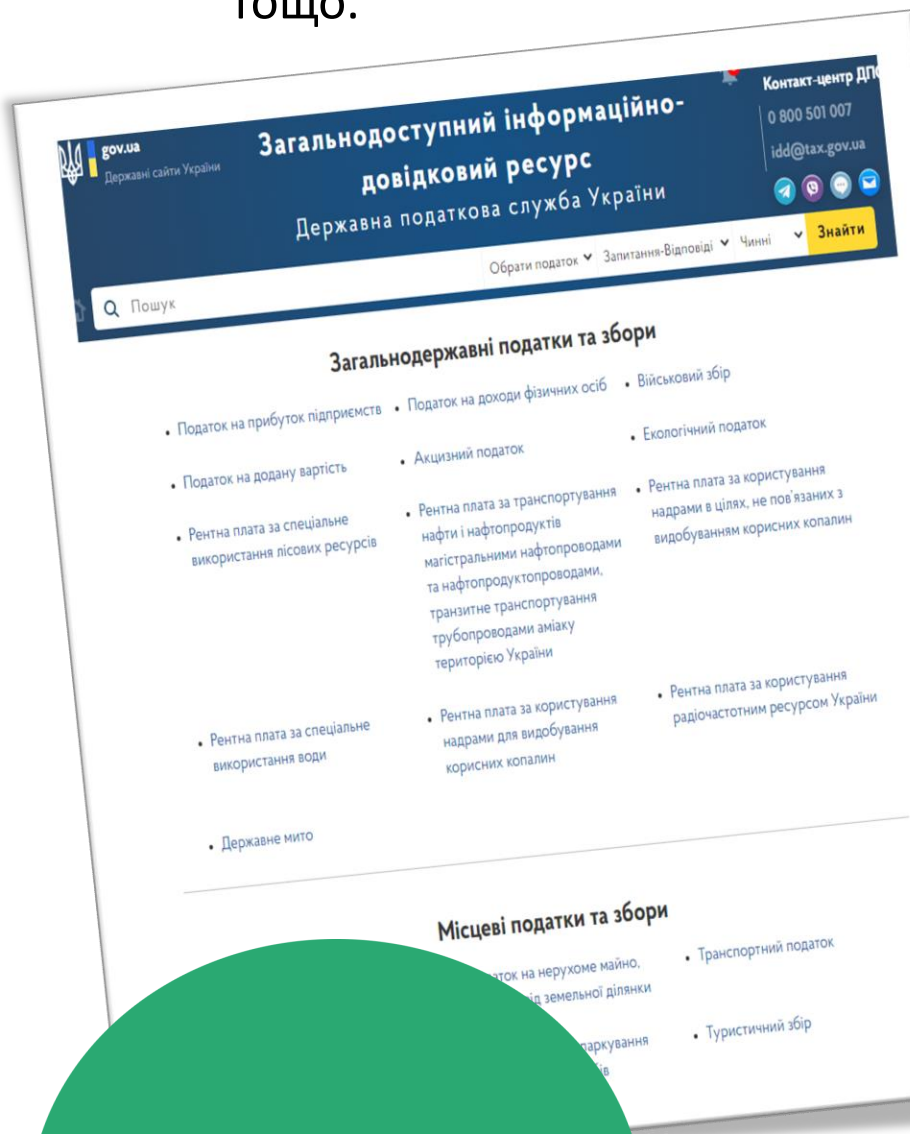 тощо.
gov.ua
Державні сайти України
Загальнодоступний інформаційно-
довідковий ресурс
Державна податкова служба України
Контакт-центр
0 800 501 007
idd@tax.gov.ua
Пошук
Обрати податок
Запитання-Відповіді
Чинні
Знайти
Загальнодержавні податки та збори
• Податок на прибуток підприємств
• Податок на доходи фізичних осіб
• Військовий збір
• Податок на додану вартість
• Акцизний податок
• Екологічний податок
• Рентна плата за спеціальне
використання лісових ресурсів
• Рентна плата за транспортування
нафти і нафтопродуктів
магістральними нафтопроводами
та нафтопродуктопроводами,
транзитне транспортування
трубопроводами аміаку
територією України
• Рентна плата за користування
надрами в цілях, не пов'язаних з
видобуванням корисних копалин
• Рентна плата за спеціальне
використання води
• Рентна плата за користування
надрами для видобування
корисних копалин
• Рентна плата за користування
радіочастотним ресурсом України
• Державне мито
Місцеві податки та збори
на нерухоме майно,
земельної ділянки
• Транспортний податок
паркування
• Туристичний збір